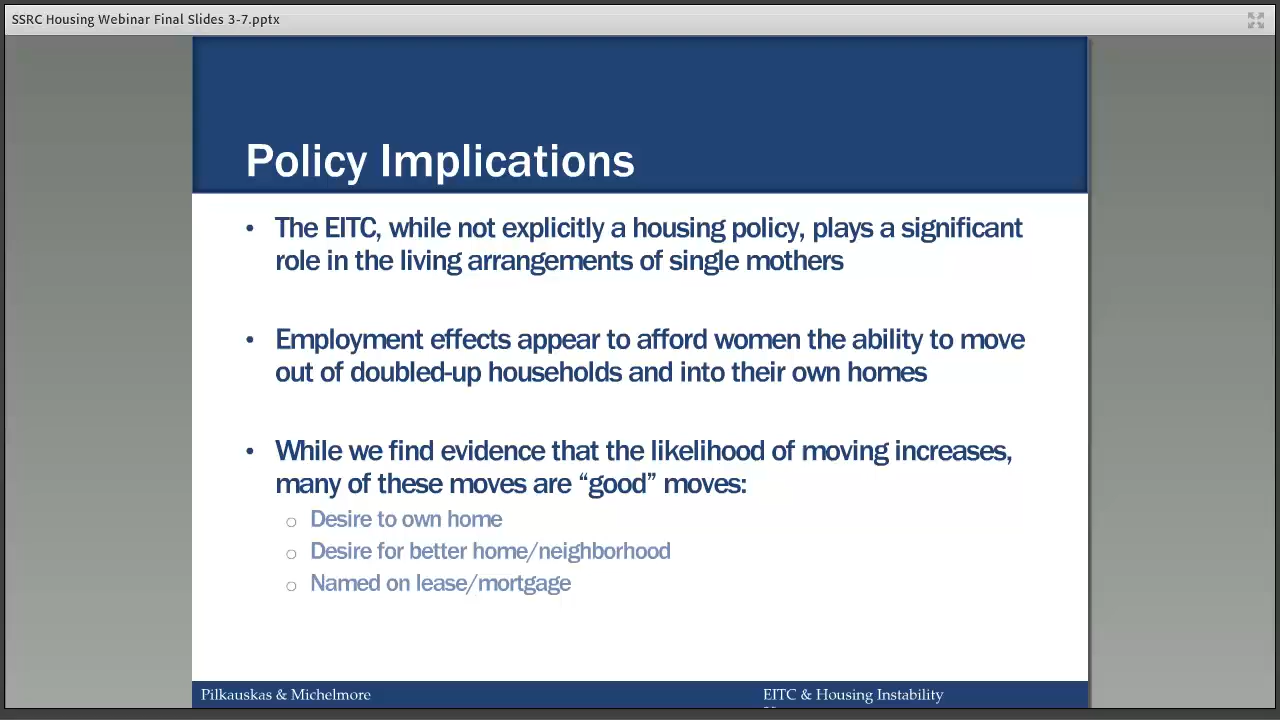 SSRC Housing Webinar Final Slides 3-7.pptx
Policy Implications
• The EITC, while not explicitly a housing policy, plays a significant
role in the living arrangements of single mothers
• Employment effects appear to afford women the ability to move
out of doubled-up households and into their own homes
• While we find evidence that the likelihood of moving increases,
many of these moves are “good” moves:
○ Desire to own home
○ Desire for better home/neighborhood
○ Named on lease/mortgage
Pilkauskas & Michelmore
EITC & Housing Instability